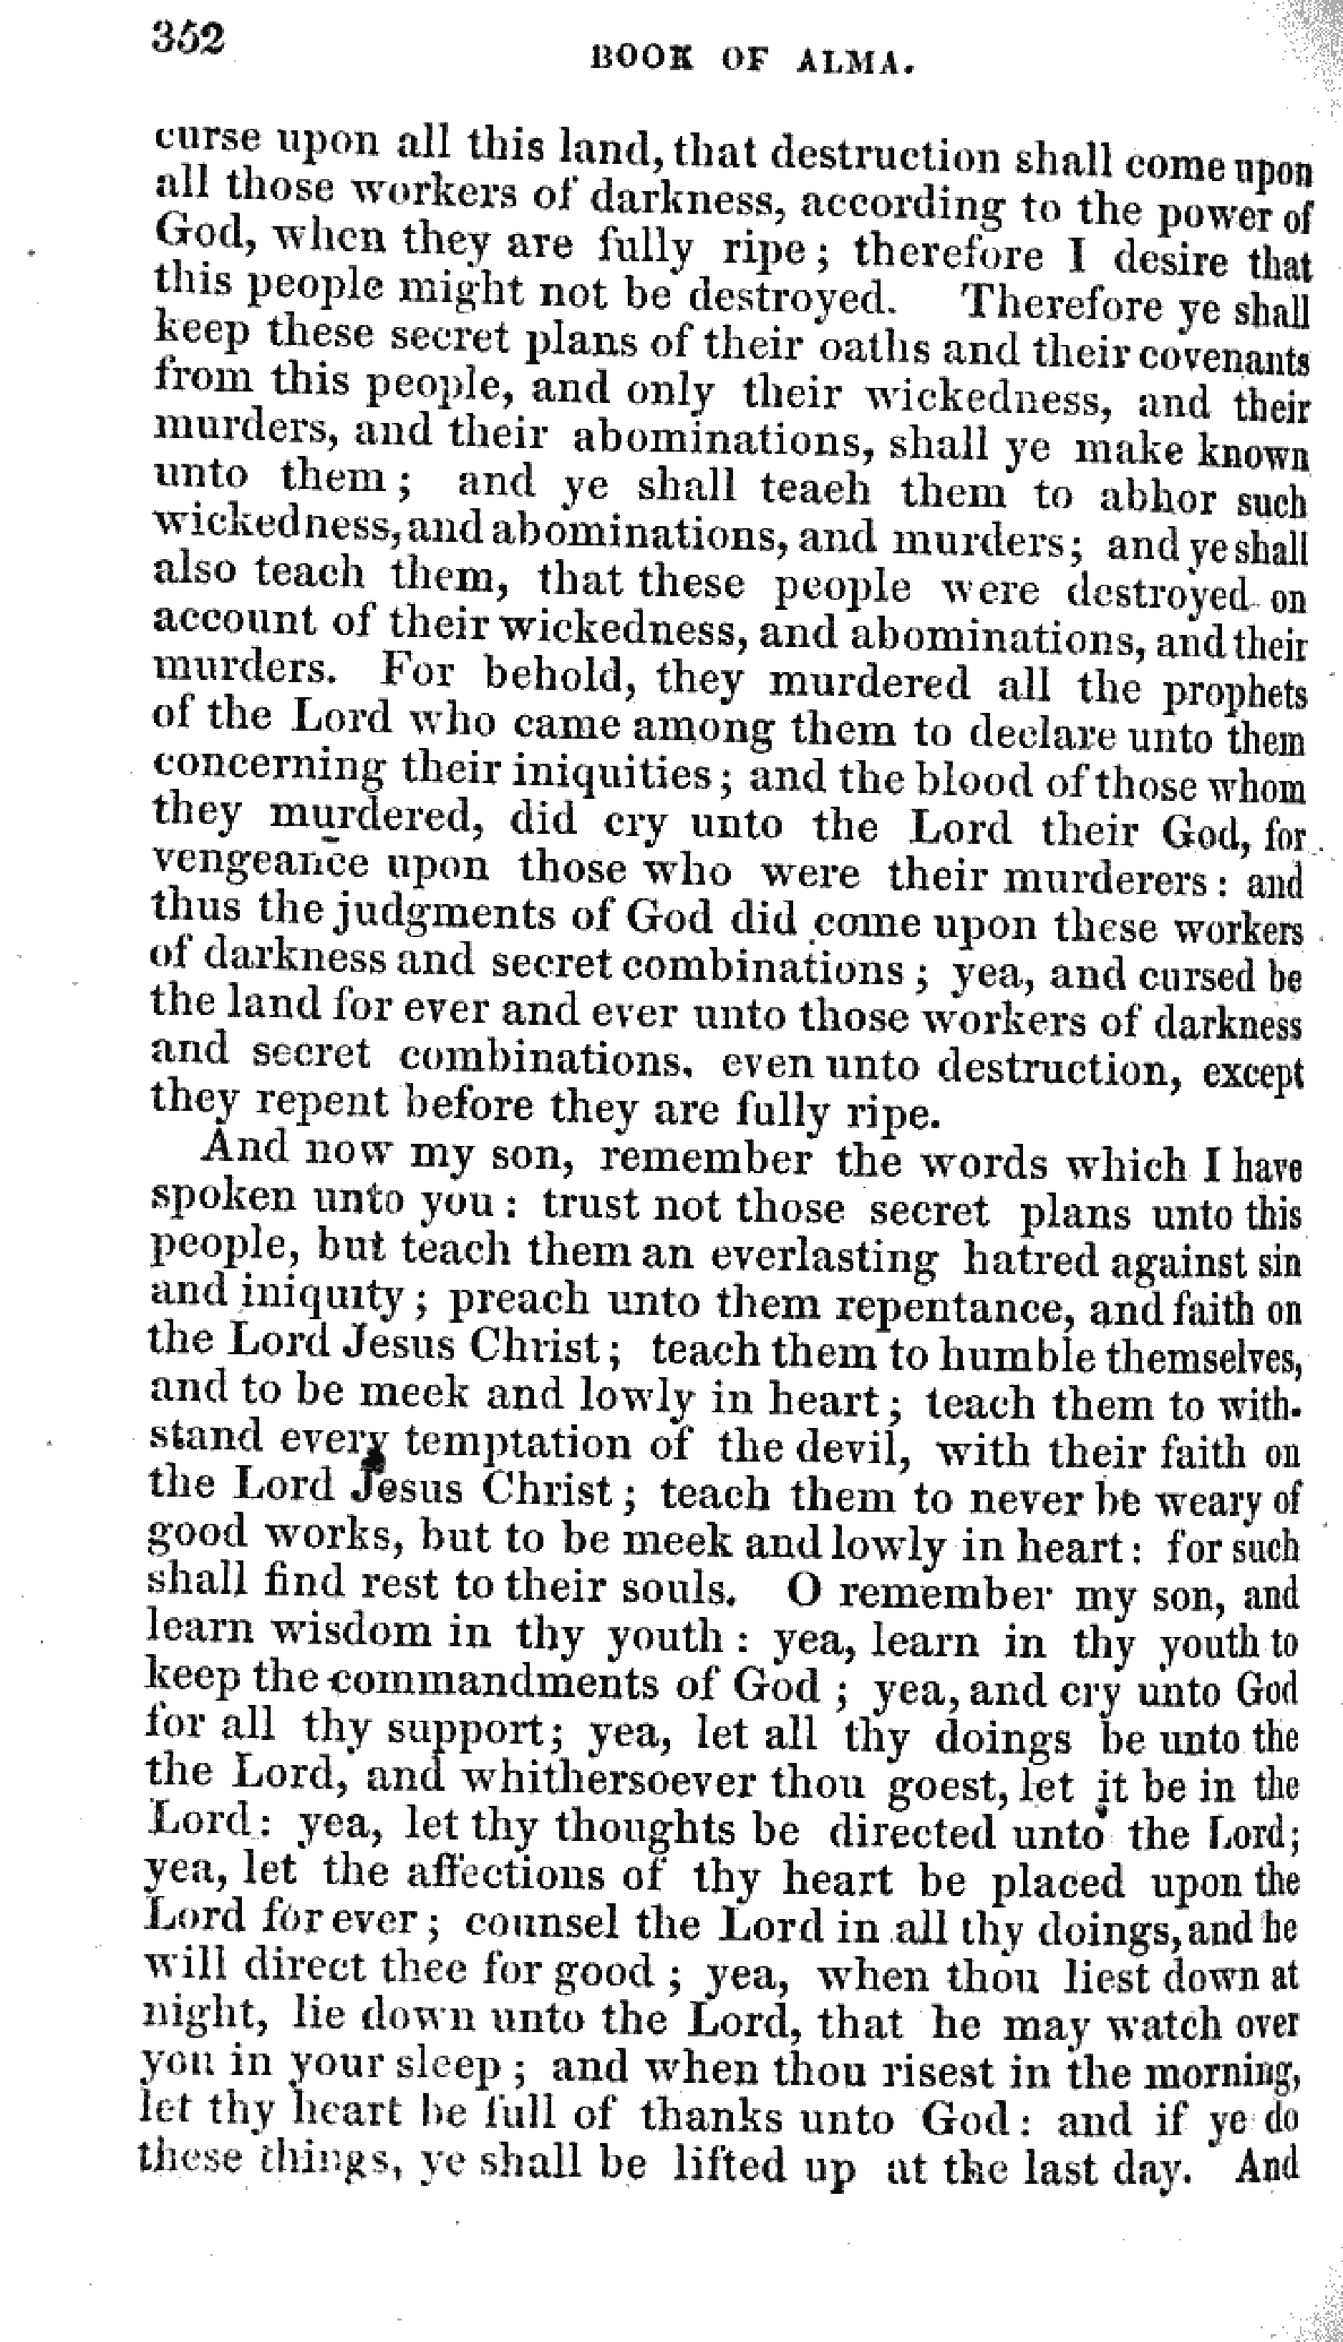 352
BOOK OF ALMA.
curse upon all this land, that destruction shall come upon
all those workers of darkness, according to the power of
God, when they are fully ripe; therefore I desire that
this people might not be destroyed. Therefore ye shall
keep these secret plans of their oaths and their covenants
from this people, and only their wickedness, and their
murders, and their abominations, shall ye make known
unto them; and ye shall teach them to abhor such
wickedness, and abominations, and murders; and ye shall
also teach them, that these people were destroyed on
account of their wickedness, and abominations, and their
murders. For behold, they murdered all the prophets
of the Lord who came among them to declare unto them
concerning their iniquities; and the blood of those whom
they murdered, did cry unto the Lord their God, for
vengeance upon those who were their murderers: and
thus the judgments of God did come upon these workers
of darkness and secret combinations; yea, and cursed be
the land for ever and ever unto those workers of darkness
and secret combinations, even unto destruction, except
they repent before they are fully ripe.
And now my son, remember the words which I have
spoken unto you: trust not those secret plans unto this
people, but teach them an everlasting hatred against sin
and iniquity; preach unto them repentance, and faith on
the Lord Jesus Christ; teach them to humble themselves,
and to be meek and lowly in heart; teach them to with-
stand every temptation of the devil, with their faith on
the Lord Jesus Christ; teach them to never be weary of
good works, but to be meek and lowly in heart: for such
shall find rest to their souls. O remember my son, and
learn wisdom in thy youth: yea, learn in thy youth to
keep the commandments of God; yea, and cry unto God
for all thy support; yea, let all thy doings be unto the
the Lord, and whithersoever thou goest, let it be in the
Lord: yea, let thy thoughts be directed unto the Lord;
yea, let the affections of thy heart be placed upon the
Lord for ever; counsel the Lord in all thy doings, and he
will direct thee for good; yea, when thou liest down at
night, lie down unto the Lord, that he may watch over
you in your sleep; and when thou risest in the morning,
let thy heart be full of thanks unto God: and if ye do
these things, ye shall be lifted up at the last day. And